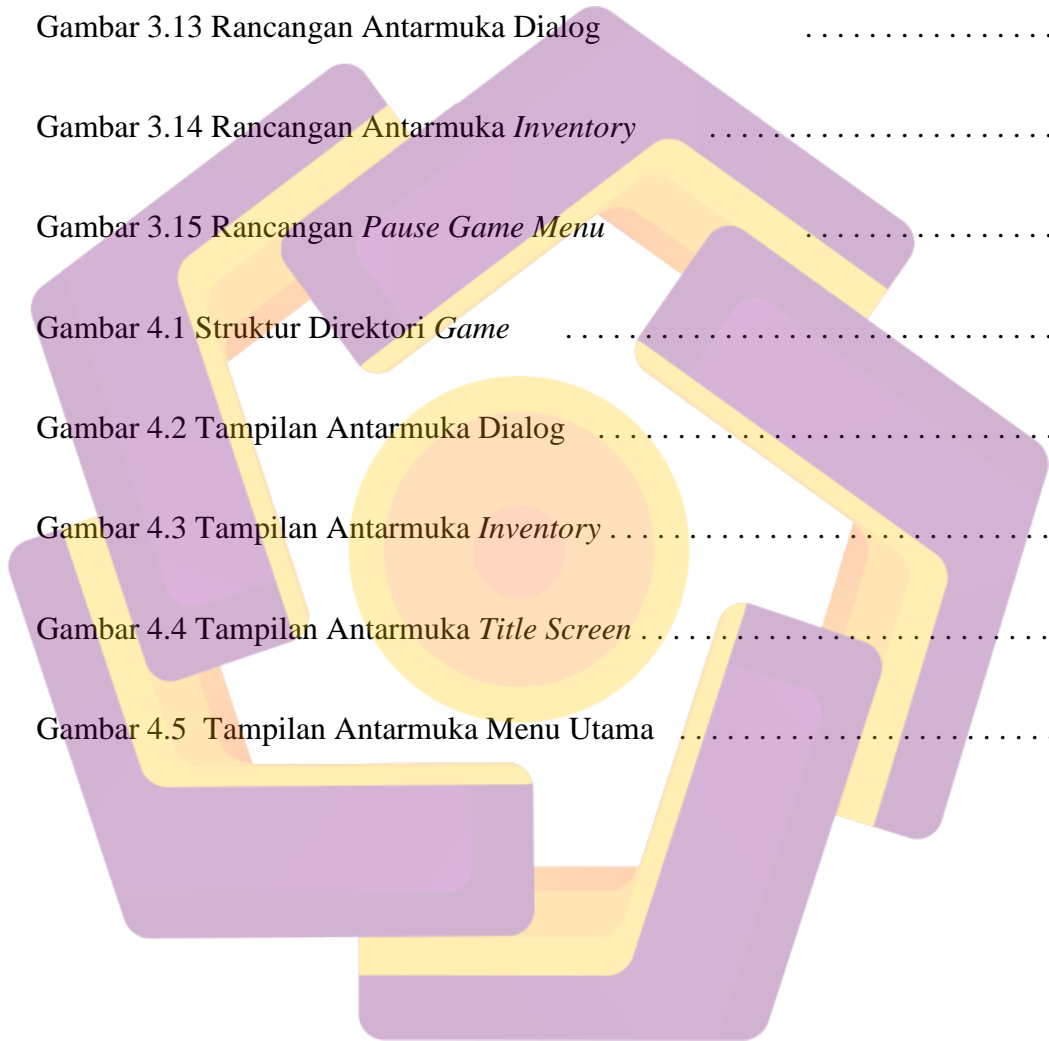 Gambar 3.13 Rancangan Antarmuka Dialog . . . . . . . . . . . . . . . .
Gambar 3.14 Rancangan Antarmuka Inventory . . . . . . . . . . . . . . . . . . . . . .
Gambar 3.15 Rancangan Pause Game Menu . . . . . . . . . . . . . . . .
Gambar 4.1 Struktur Direktori Game . . . . . . . . . . . . . . . . . . . . . . . . . . . . . . .
Gambar 4.2 Tampilan Antarmuka Dialog . . . . . . . . . . . . . . . . . . . . . . . . . . . . .
Gambar 4.3 Tampilan Antarmuka Inventory . . . . . . . . . . . . . . . . . . . . . . . . . . . .
Gambar 4.4 Tampilan Antarmuka Title Screen . . . . . . . . . . . . . . . . . . . . . . . . . .
Gambar 4.5 Tampilan Antarmuka Menu Utama . . . . . . . . . . . . . . . . . . . . . . . .